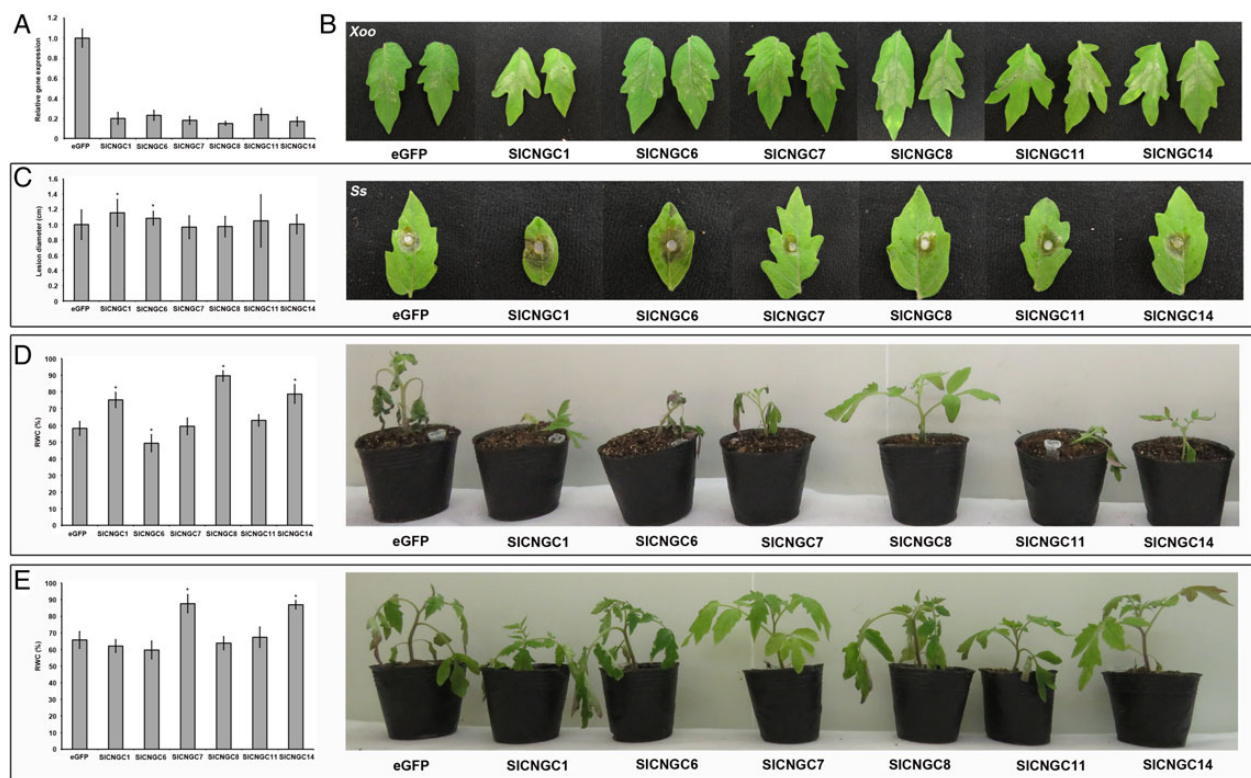 A
Relative gene expression
1.2
1
0.8
0.6
0.4
0.2
0
eGFP SlCNGC1 SlCNGC6 SlCNGC7 SlCNGC8 SlCNGC11 SlCNGC14
B
Xoo
eGFP SlCNGC1 SlCNGC6 SlCNGC7 SlCNGC8 SlCNGC11 SlCNGC14
C
Lesion diameter (cm)
1.6
1.4
1.2
1.0
0.8
0.6
0.4
0.2
0.0
* *
eGFP SlCNGC1 SlCNGC6 SlCNGC7 SlCNGC8 SlCNGC11 SlCNGC14
Ss
eGFP SlCNGC1 SlCNGC6 SlCNGC7 SlCNGC8 SlCNGC11 SlCNGC14
D
RWC (%)
100
90
80
70
60
50
40
30
20
10
0
* * * *
eGFP SlCNGC1 SlCNGC6 SlCNGC7 SlCNGC8 SlCNGC11 SlCNGC14
eGFP SlCNGC1 SlCNGC6 SlCNGC7 SlCNGC8 SlCNGC11 SlCNGC14
E
RWC (%)
100
90
80
70
60
50
40
30
20
10
0
* *
eGFP SlCNGC1 SlCNGC6 SlCNGC7 SlCNGC8 SlCNGC11 SlCNGC14
eGFP SlCNGC1 SlCNGC6 SlCNGC7 SlCNGC8 SlCNGC11 SlCNGC14